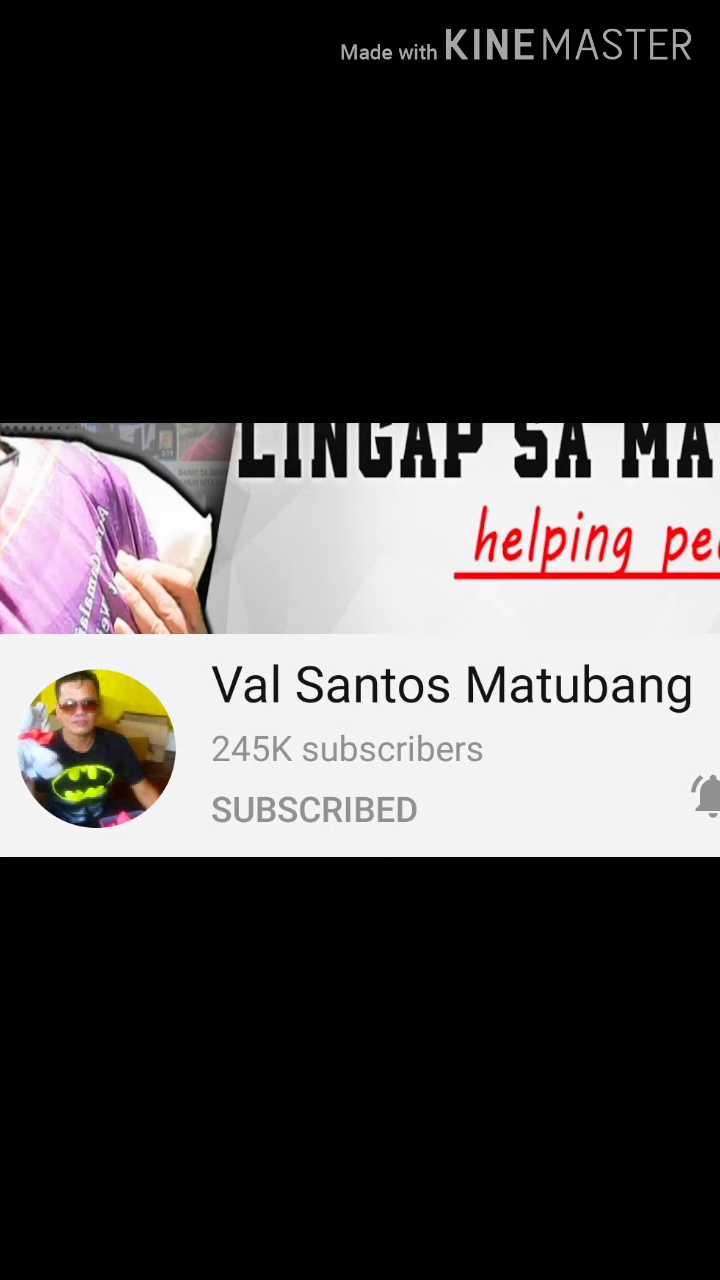 Made with KINEMASTER
LINGAP SA MA
helping pe
Val Santos Matubang
245K subscribers
SUBSCRIBED